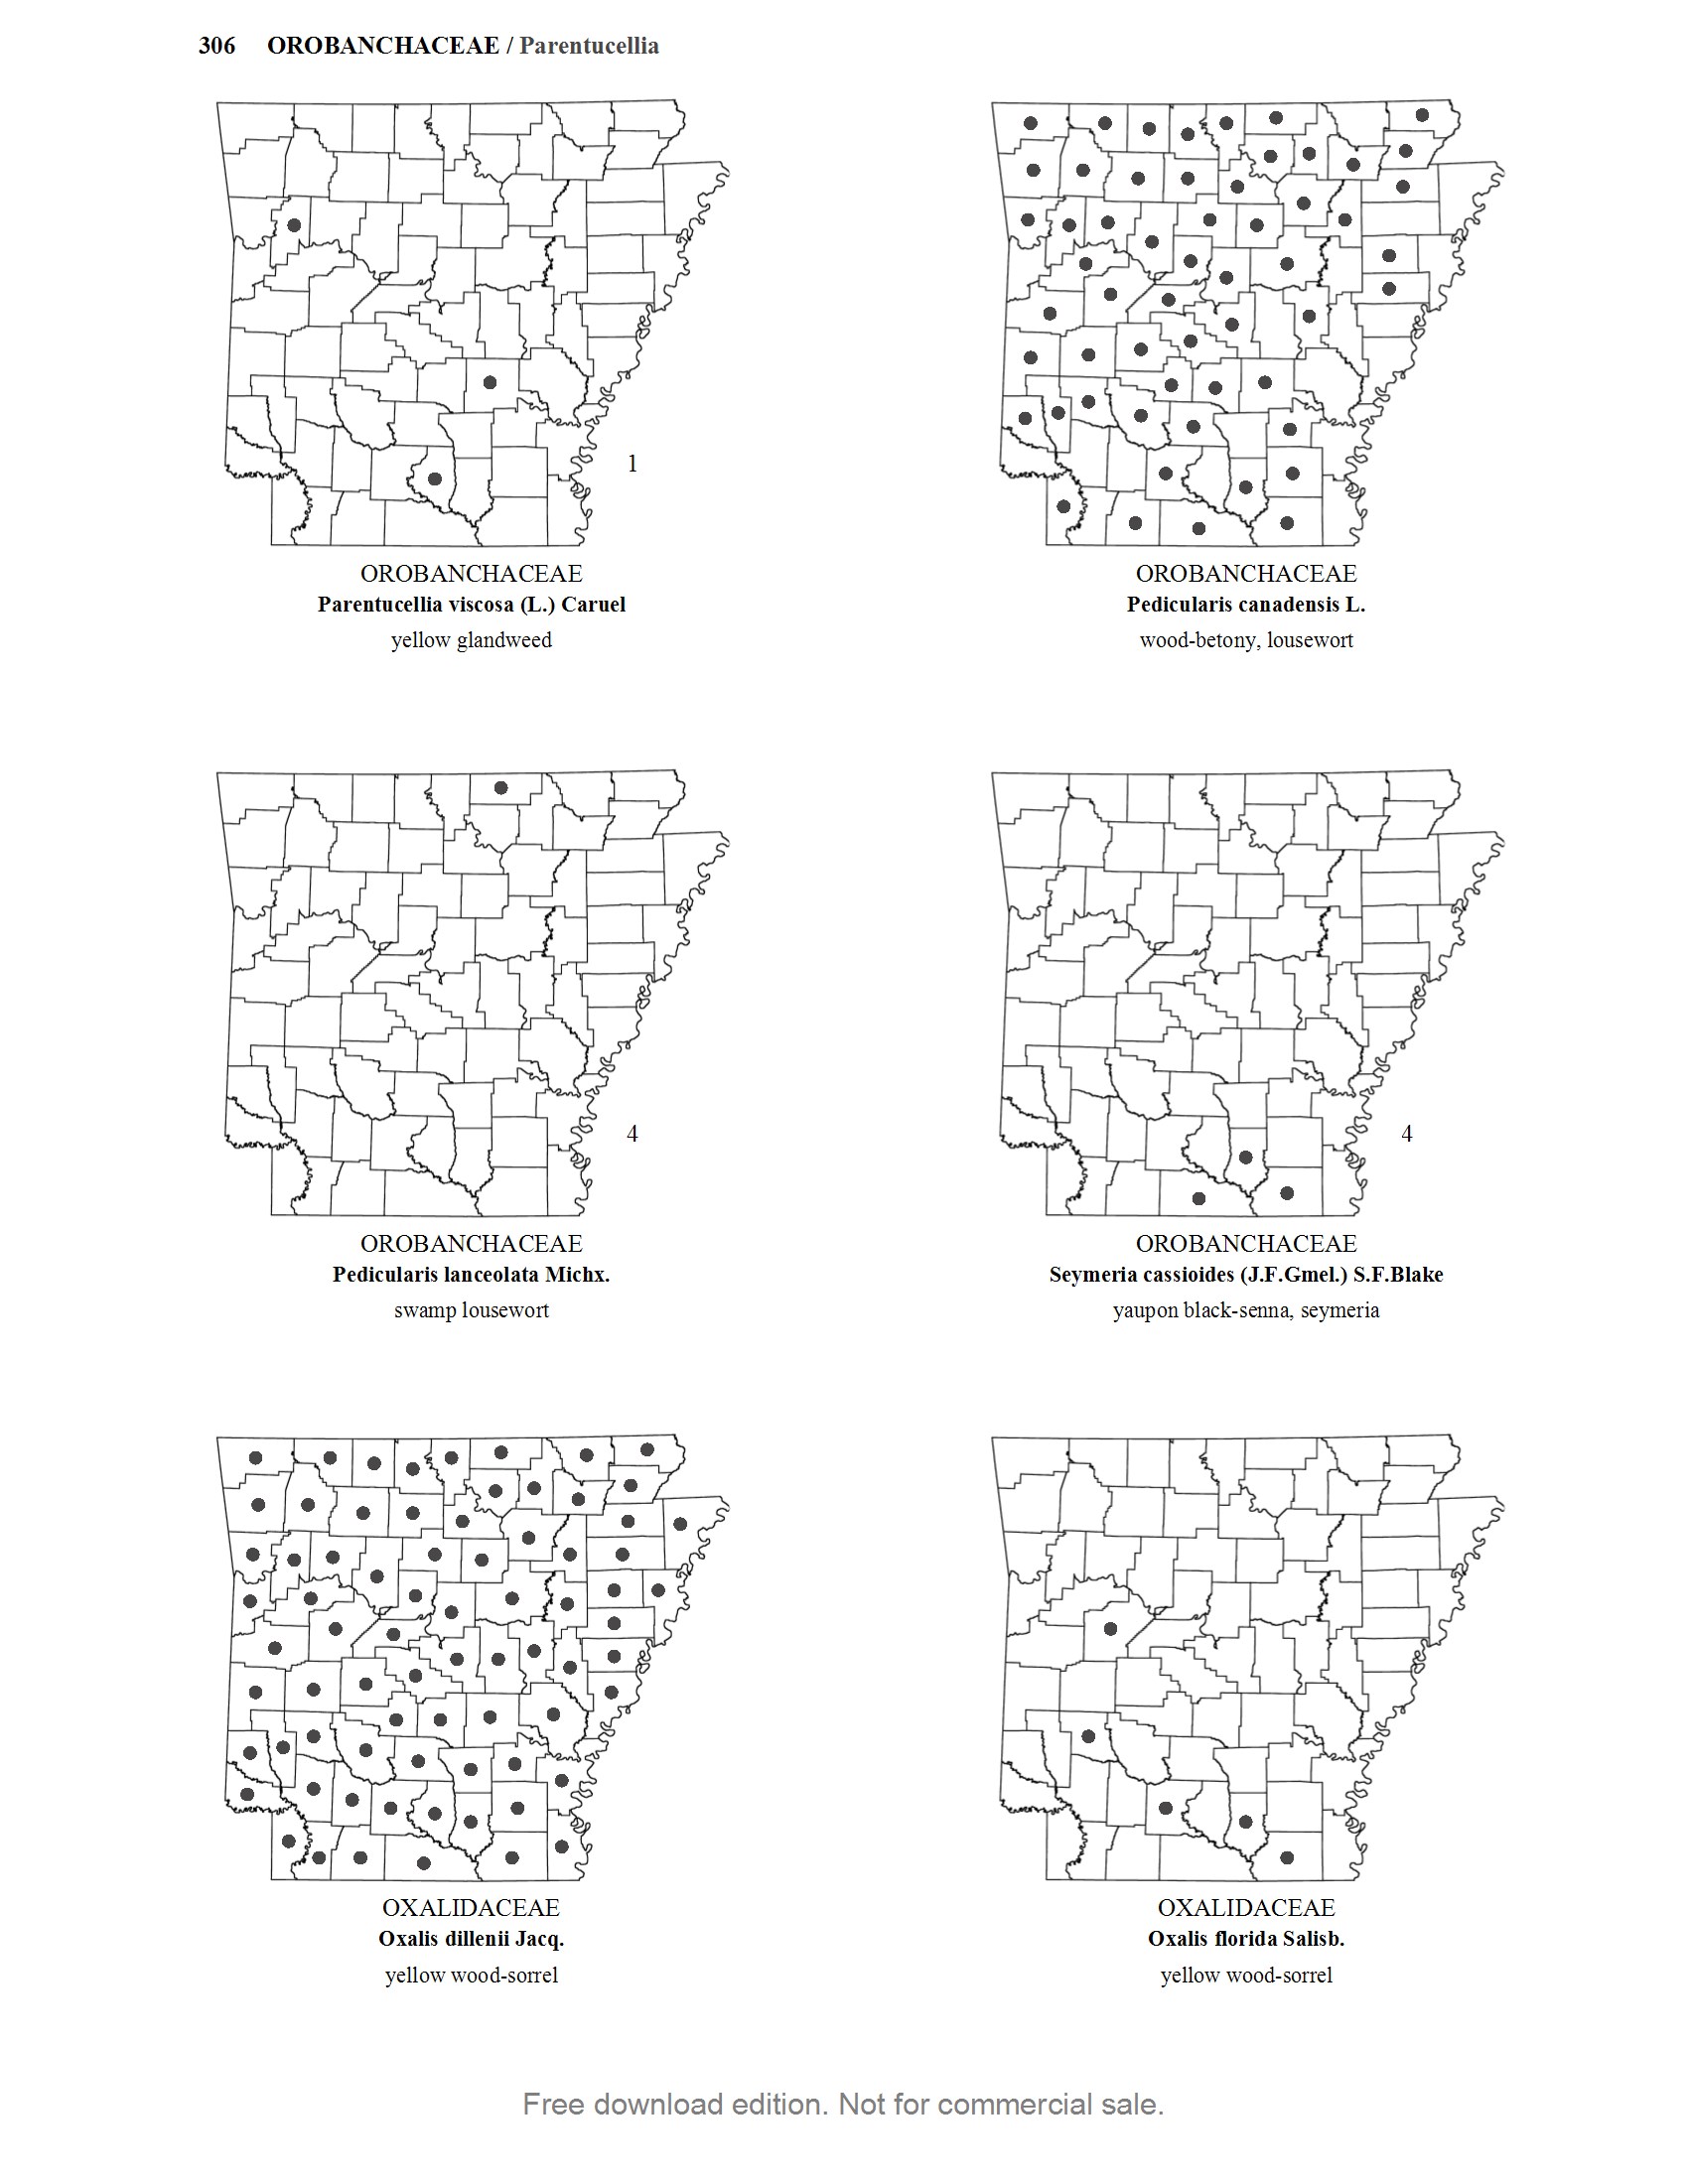 306 OROBANCHACEAE / Parentucellia
1
OROBANCHACEAE
Parentucellia viscosa (L.) Caruel
yellow glandweed
OROBANCHACEAE
Pedicularis canadensis L.
wood-betony, lousewort
4
OROBANCHACEAE
Pedicularis lanceolata Michx.
swamp lousewort
4
OROBANCHACEAE
Seymeria cassioides (J.F.Gmel.) S.F.Blake
yaupon black-senna, seymeria
OXALIDACEAE
Oxalis dillenii Jacq.
yellow wood-sorrel
OXALIDACEAE
Oxalis florida Salisb.
yellow wood-sorrel
Free download edition. Not for commercial sale.